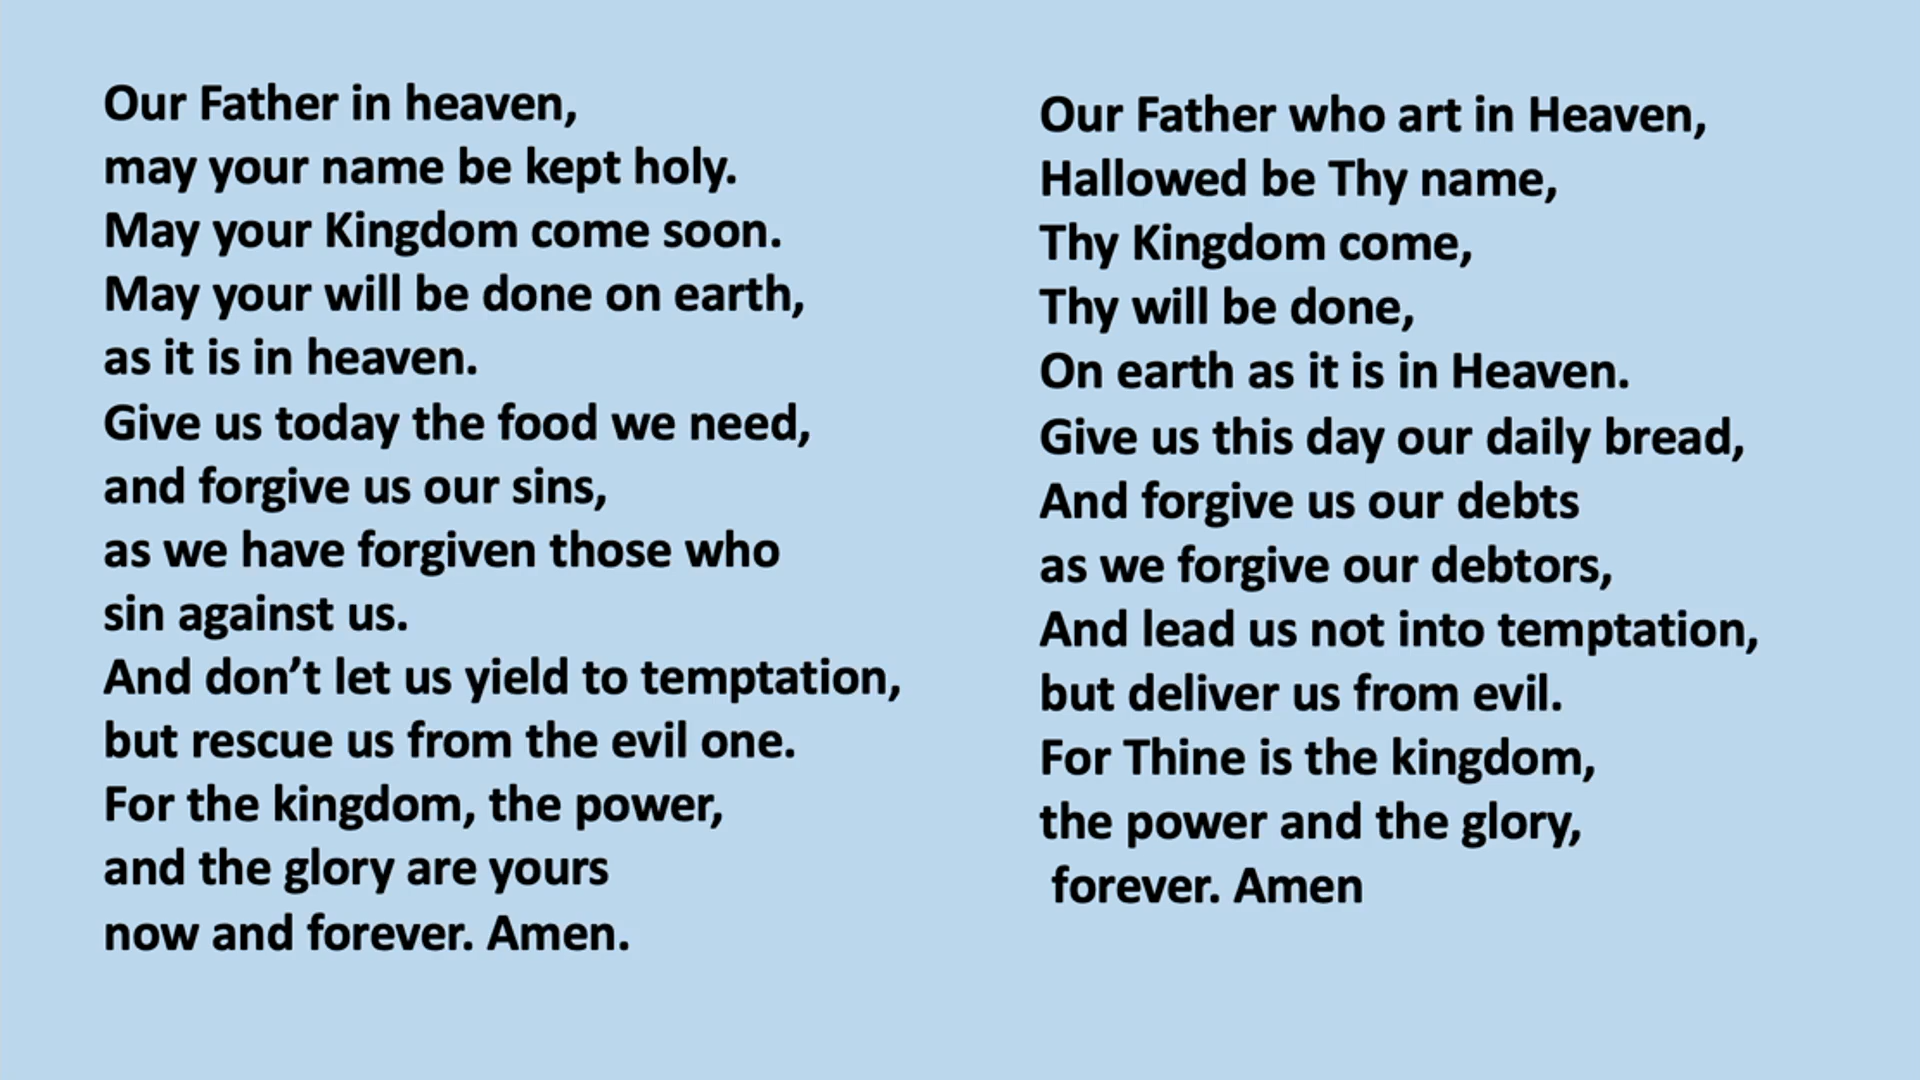 Our Father in heaven,
may your name be kept holy.
May your Kingdom come soon.
May your will be done on earth,
as it is in heaven.
Give us today the food we need,
and forgive us our sins,
as we have forgiven those who
sin against us.
And don’t let us yield to temptation,
but rescue us from the evil one.
For the kingdom, the power,
and the glory are yours
now and forever. Amen.
Our Father who art in Heaven,
Hallowed be Thy name,
Thy Kingdom come,
Thy will be done,
On earth as it is in Heaven.
Give us this day our daily bread,
And forgive us our debts
as we forgive our debtors,
And lead us not into temptation,
but deliver us from evil.
For Thine is the kingdom,
the power and the glory,
forever. Amen